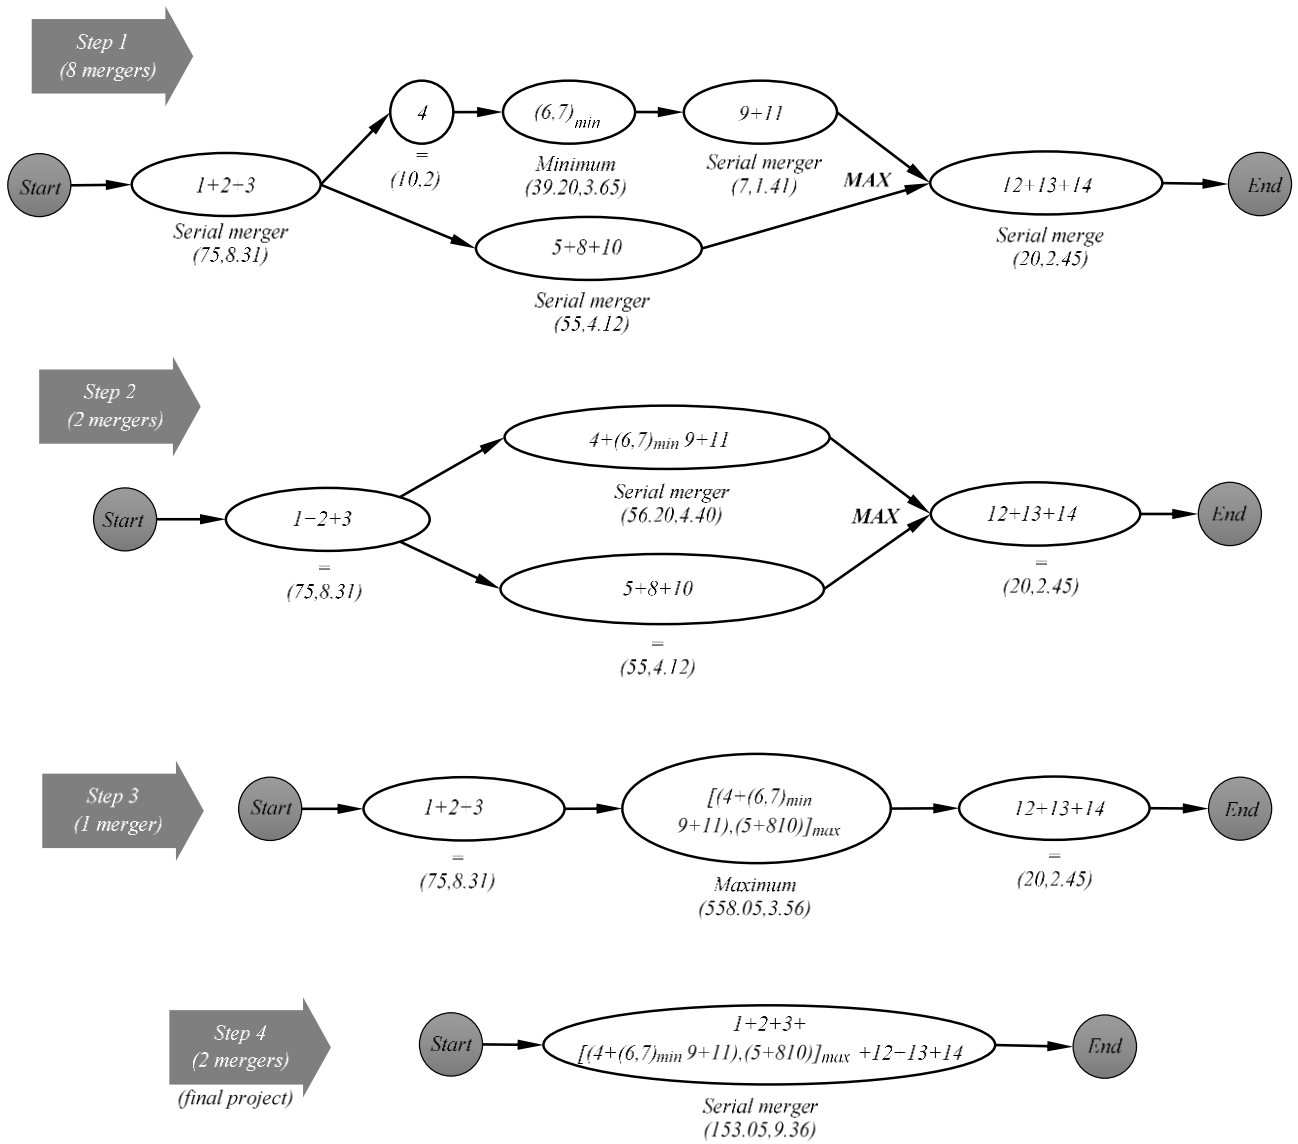 Step 1
(8 mergers)
4
(6,7)min
9+11
=
(10,2)
Minimum
(39.20,3.65)
Serial merger
(7,1.41)
MAX
Start
1+2−3
12+13+14
End
Serial merger
(75,8.31)
5+8+10
Serial merge
(20,2.45)
Serial merger
(55,4.12)
Step 2
(2 mergers)
4+(6,7)min 9+11
Serial merger
(56.20,4.40)
MAX
Start
1−2+3
12+13+14
End
=
(75,8.31)
5+8+10
=
(20,2.45)
=
(55,4.12)
Step 3
(1 merger)
Start
1+2−3
[(4+(6,7)min
9+11),(5+810)]max
12+13+14
End
=
(75,8.31)
Maximum
(558.05,3.56)
=
(20,2.45)
Step 4
(2 mergers)
(final project)
Start
1+2+3+
[(4+(6,7)min 9+11),(5+810)]max +12−13+14
End
Serial merger
(153.05,9.36)